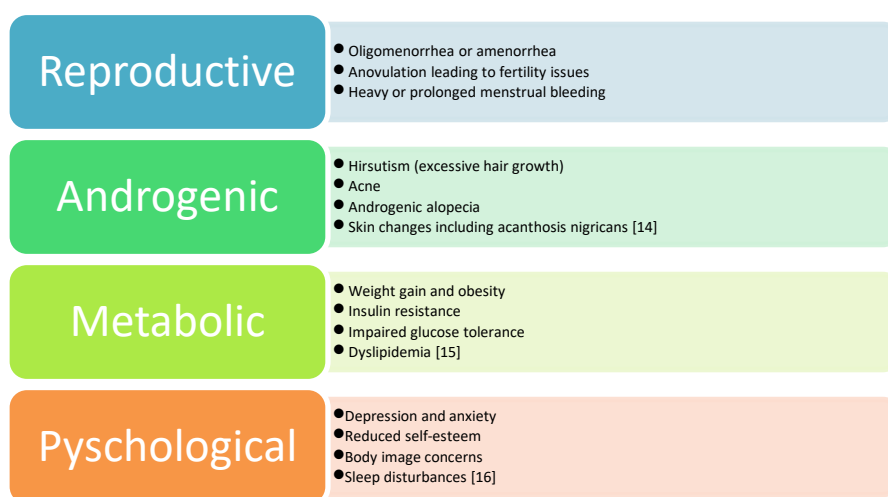 Reproductive
● Oligomenorrhea or amenorrhea
● Anovulation leading to fertility issues
● Heavy or prolonged menstrual bleeding
Androgenic
● Hirsutism (excessive hair growth)
● Acne
● Androgenic alopecia
● Skin changes including acanthosis nigricans [14]
Metabolic
● Weight gain and obesity
● Insulin resistance
● Impaired glucose tolerance
● Dyslipidemia [15]
Pyschological
●Depression and anxiety
●Reduced self-esteem
●Body image concerns
●Sleep disturbances [16]